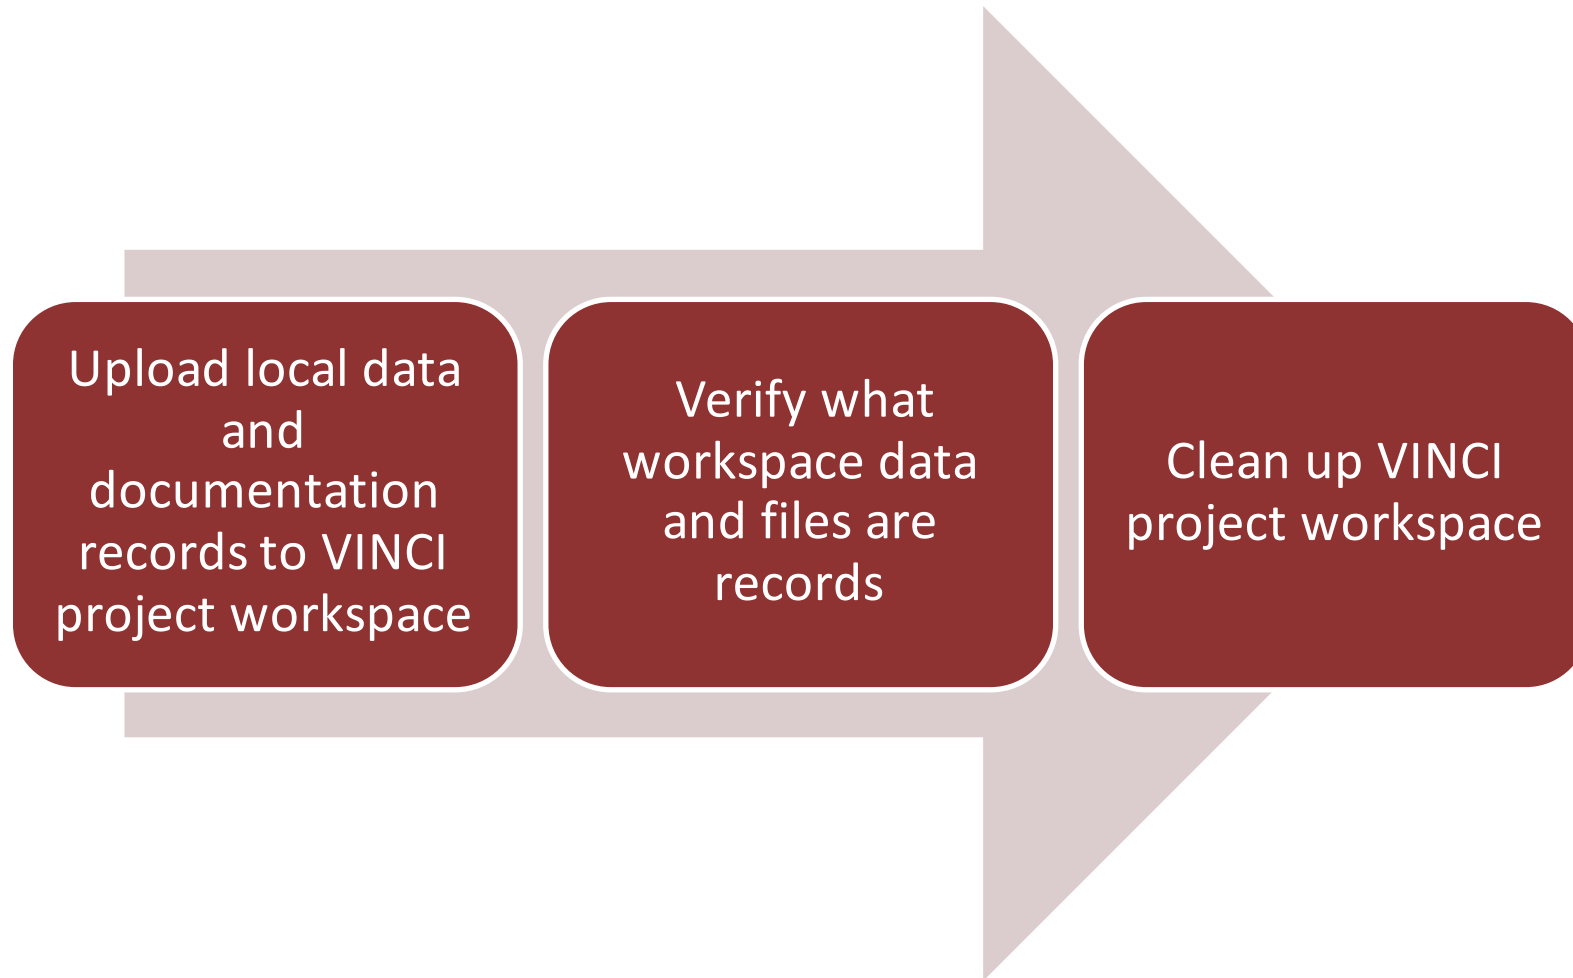 Upload local data
and
documentation
records to VINCI
project workspace
Verify what
workspace data
and files are
records
Clean up VINCI
project workspace